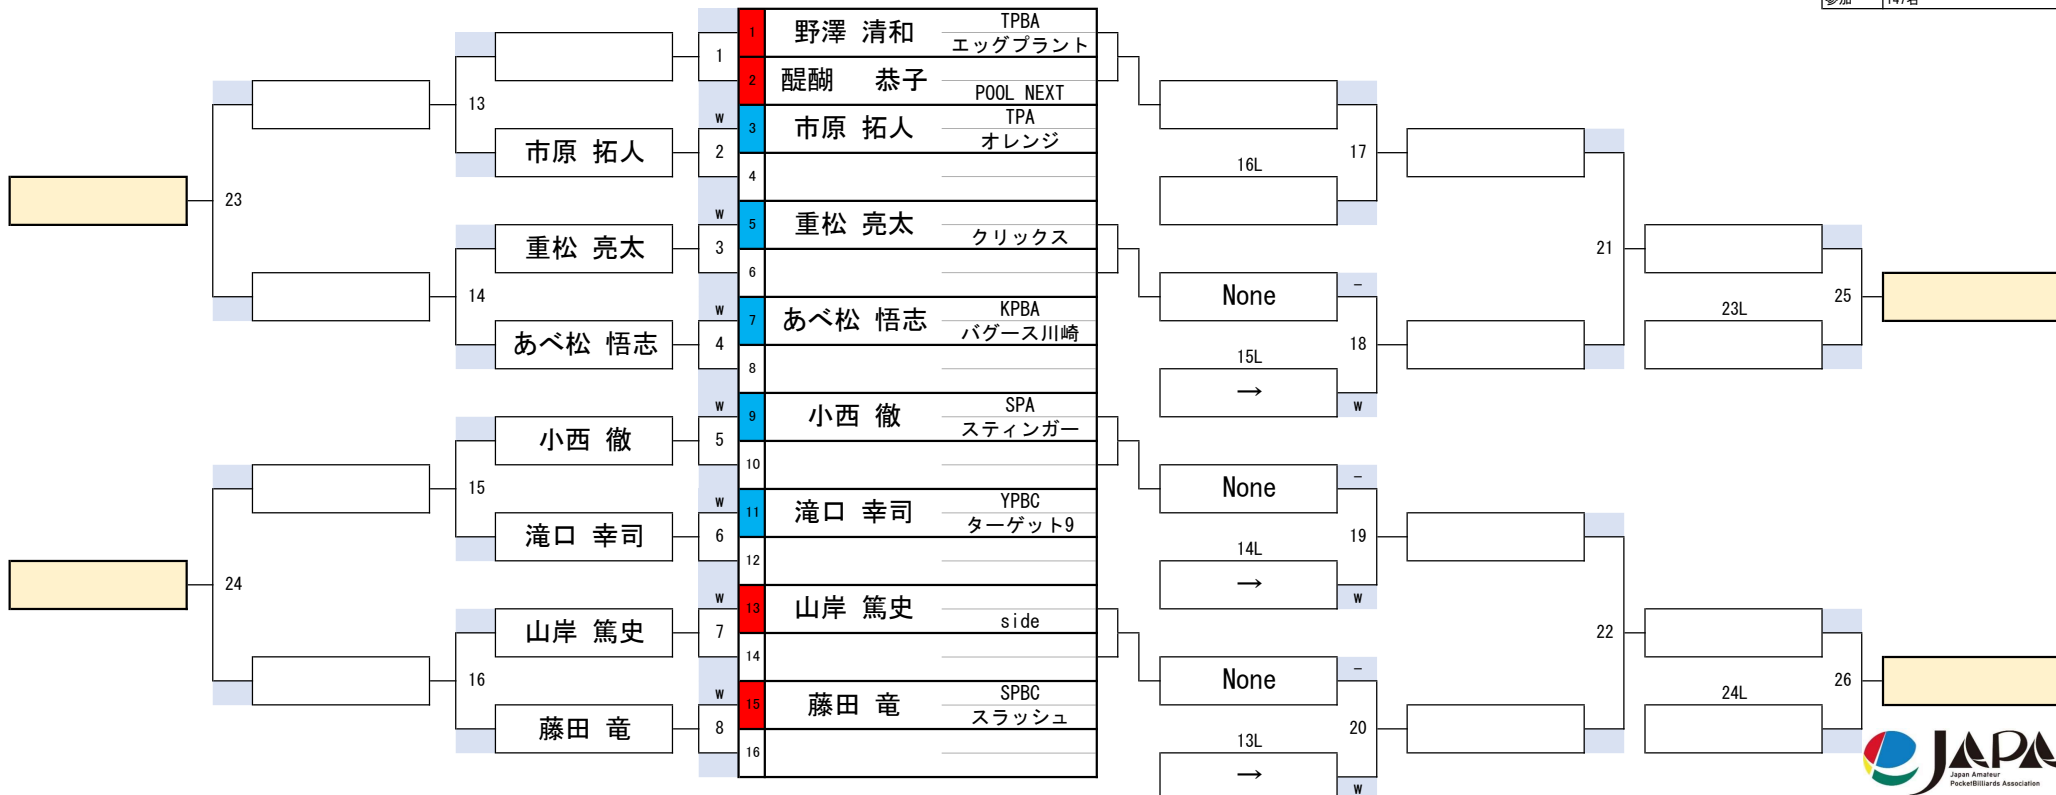 参加 147名
1 野澤 清和 TPBA
エッグプラント
1
2 醍醐 恭子
POOL NEXT
13
W
3 市原 拓人 TPA
オレンジ
市原 拓人 2
17
16L
4
23
W
5 重松 亮太
クリックス
重松 亮太 3
21
6
14
None -
25
W
7 あべ松 悟志 KPBA
バグース川崎
23L
あべ松 悟志 4
18
15L
8
→ W
W
9 小西 徹 SPA
スティンガー
小西 徹 5
10
15
None -
W
11 滝口 幸司 YPBC
ターゲット9
滝口 幸司 6
19
14L
12
24
→ W
W
13 山岸 篤史
side
山岸 篤史 7
22
14
16
None -
26
W
15 藤田 竜 SPBC
スラッシュ
24L
藤田 竜 8
20
13L
16
→ W
JAPA
Japan Amateur
PocketBilliards Association